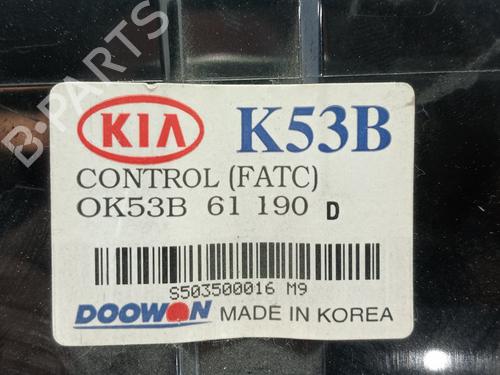 KIA K53B
CONTROL (FATC)
OK53B 61 190 D
S503500016 M9
DOOWON MADE IN KOREA
B-PARTS